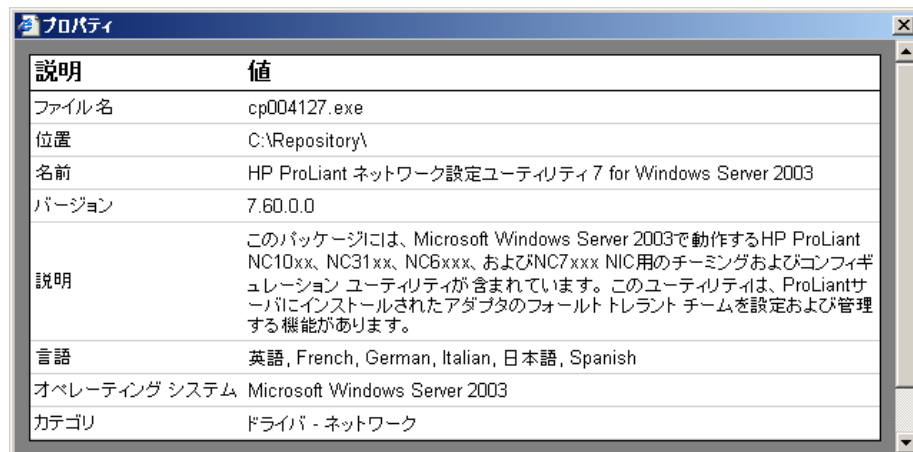 プロパティ
説明 値
ファイル名 cp004127.exe
位置 C:\Repository\
名前 HP ProLiant ネットワーク設定ユーティリティ 7 for Windows Server 2003
バージョン 7.60.0.0
説明 このパッケージには、Microsoft Windows Server 2003で動作するHP ProLiant
NC10xx、NC31xx、NC6xxx、およびNC7xxx NIC用のチーミングおよびコンフィギ
ュレーション ユーティリティが含まれています。このユーティリティは、ProLiantサ
ーバにインストールされたアダプタのフォールト トレラント チームを設定および管理
する機能があります。
言語 英語, French, German, Italian, 日本語, Spanish
オペレーティング システム Microsoft Windows Server 2003
カテゴリ ドライバ - ネットワーク